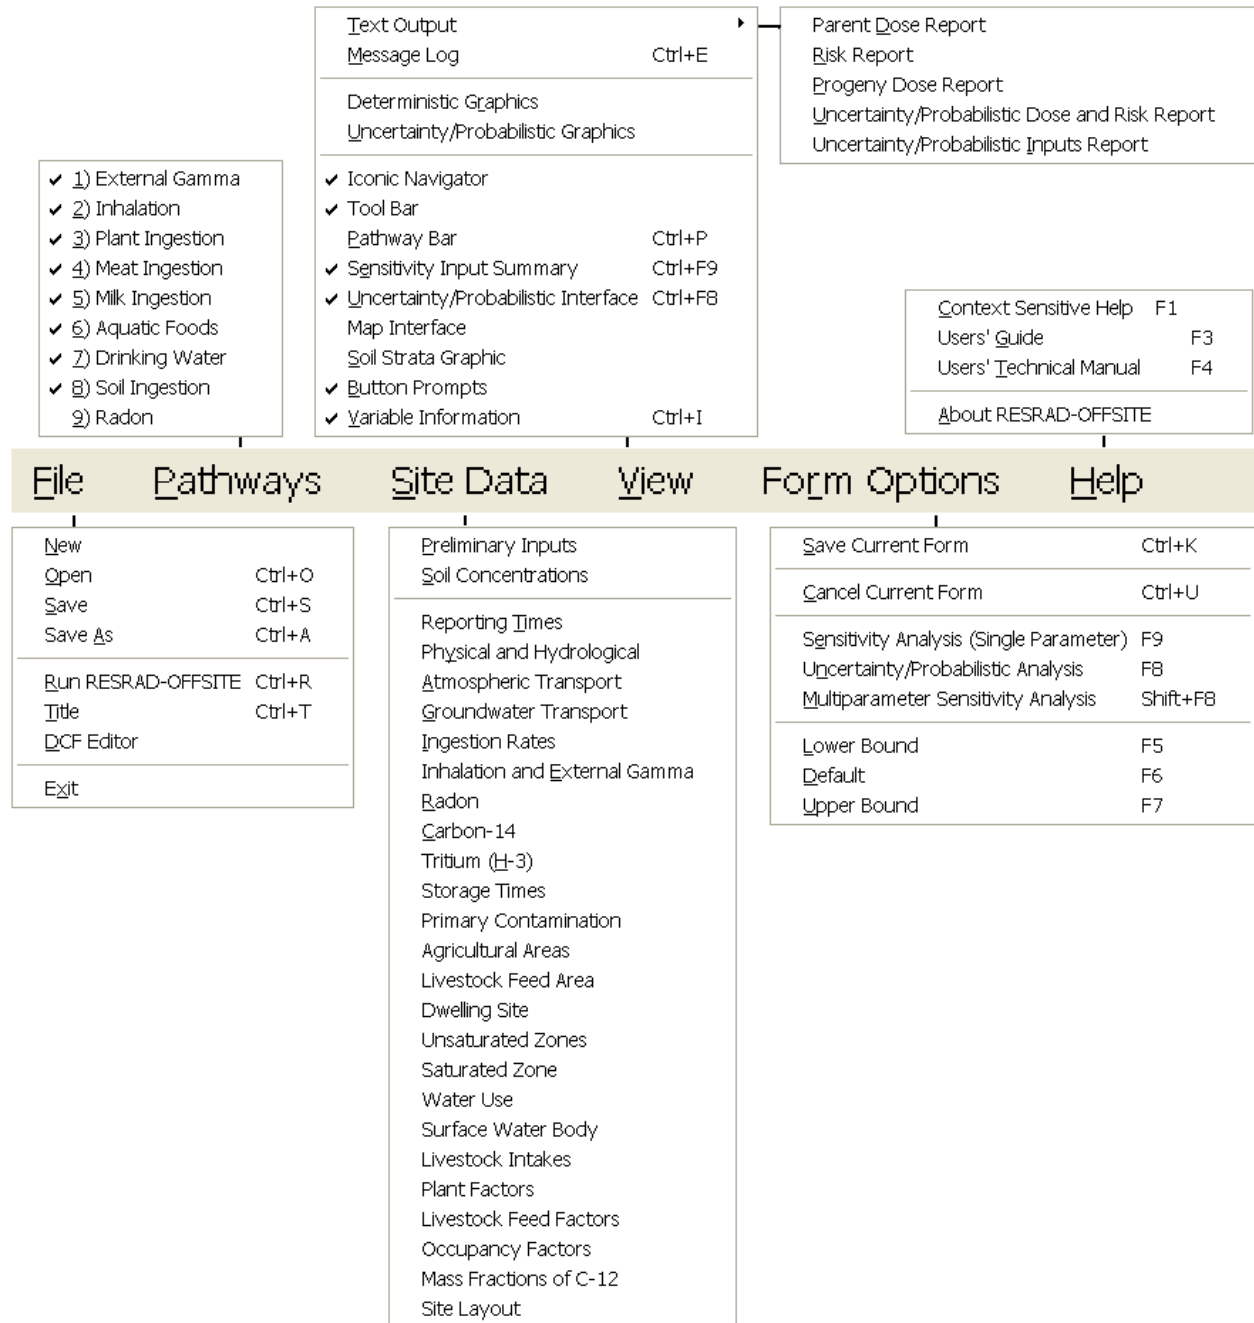 Text Output
Message Log Ctrl+E
Deterministic Graphics
Uncertainty/Probabilistic Graphics
Iconic Navigator
Tool Bar
Pathway Bar Ctrl+P
Sensitivity Input Summary Ctrl+F9
Uncertainty/Probabilistic Interface Ctrl+F8
Map Interface
Soil Strata Graphic
Button Prompts
Variable Information Ctrl+I
Parent Dose Report
Risk Report
Progeny Dose Report
Uncertainty/Probabilistic Dose and Risk Report
Uncertainty/Probabilistic Inputs Report
1) External Gamma
2) Inhalation
3) Plant Ingestion
4) Meat Ingestion
5) Milk Ingestion
6) Aquatic Foods
7) Drinking Water
8) Soil Ingestion
9) Radon
Context Sensitive Help F1
Users' Guide F3
Users' Technical Manual F4
About RESRAD-OFFSITE
File Pathways Site Data View Form Options Help
New
Open Ctrl+O
Save Ctrl+S
Save As Ctrl+A
Run RESRAD-OFFSITE Ctrl+R
Title Ctrl+T
DCF Editor
Exit
Preliminary Inputs
Soil Concentrations
Reporting Times
Physical and Hydrological
Atmospheric Transport
Groundwater Transport
Ingestion Rates
Inhalation and External Gamma
Radon
Carbon-14
Tritium (H-3)
Storage Times
Primary Contamination
Agricultural Areas
Livestock Feed Area
Dwelling Site
Unsaturated Zones
Saturated Zone
Water Use
Surface Water Body
Livestock Intakes
Plant Factors
Livestock Feed Factors
Occupancy Factors
Mass Fractions of C-12
Site Layout
Save Current Form Ctrl+K
Cancel Current Form Ctrl+U
Sensitivity Analysis (Single Parameter) F9
Uncertainty/Probabilistic Analysis F8
Multiparameter Sensitivity Analysis Shift+F8
Lower Bound F5
Default F6
Upper Bound F7